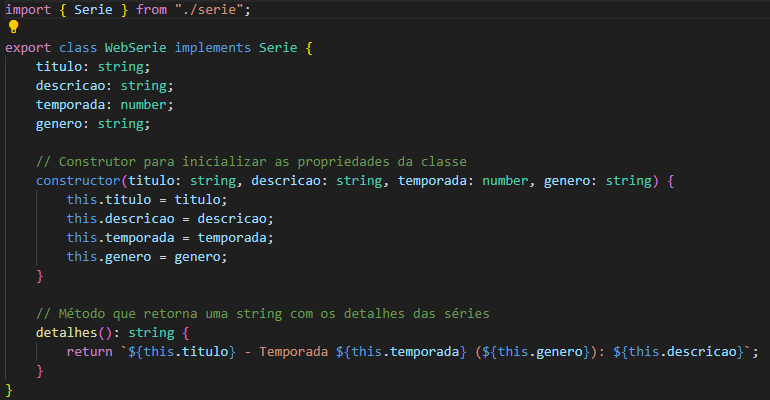 import { Serie } from "./serie";
export class WebSerie implements Serie {
    titulo: string;
    descricao: string;
    temporada: number;
    genero: string;
    // Construtor para inicializar as propriedades da classe
    constructor(titulo: string, descricao: string, temporada: number, genero: string) {
        this.titulo = titulo;
        this.descricao = descricao;
        this.temporada = temporada;
        this.genero = genero;
    }
    // Método que retorna uma string com os detalhes das séries
    detalhes(): string {
        return `${this.titulo} - Temporada ${this.temporada} (${this.genero}): ${this.descricao}`;
    }
}